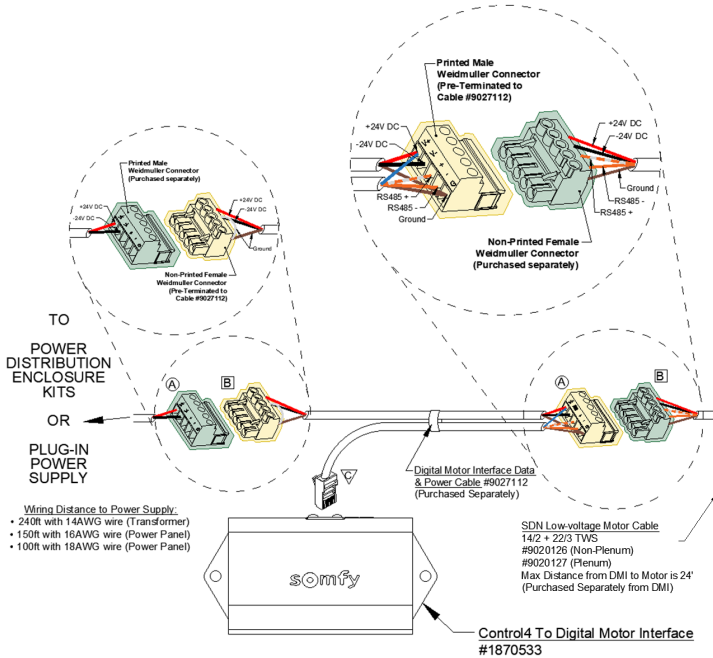 Printed Male
Weidmuller Connector
(Pre-Terminated to
Cable #9027112)
+24V DC
-24V DC
+24V DC
-24V DC
RS485 +
RS485 -
Ground
Ground
RS485 -
RS485 +
Non-Printed Female
Weidmuller Connector
(Purchased separately)
Printed Male
Weidmuller Connector
(Purchased separately)
+24V DC
-24V DC
+24V DC
-24V DC
Ground
Non-Printed Female
Weidmuller Connector
(Pre-Terminated to
Cable #9027112)
TO
POWER
DISTRIBUTION
ENCLOSURE
KITS
OR
PLUG-IN
POWER
SUPPLY
A
B
A
B
Wiring Distance to Power Supply:
• 240ft with 14AWG wire (Transformer)
• 150ft with 16AWG wire (Power Panel)
• 100ft with 18AWG wire (Power Panel)
Digital Motor Interface Data
& Power Cable #9027112
(Purchased Separately)
SDN Low-voltage Motor Cable
14/2 + 22/3 TWS
#9020126 (Non-Plenum)
#9020127 (Plenum)
Max Distance from DMI to Motor is 24'
(Purchased Separately from DMI)
somfy
Control4 To Digital Motor Interface
#1870533